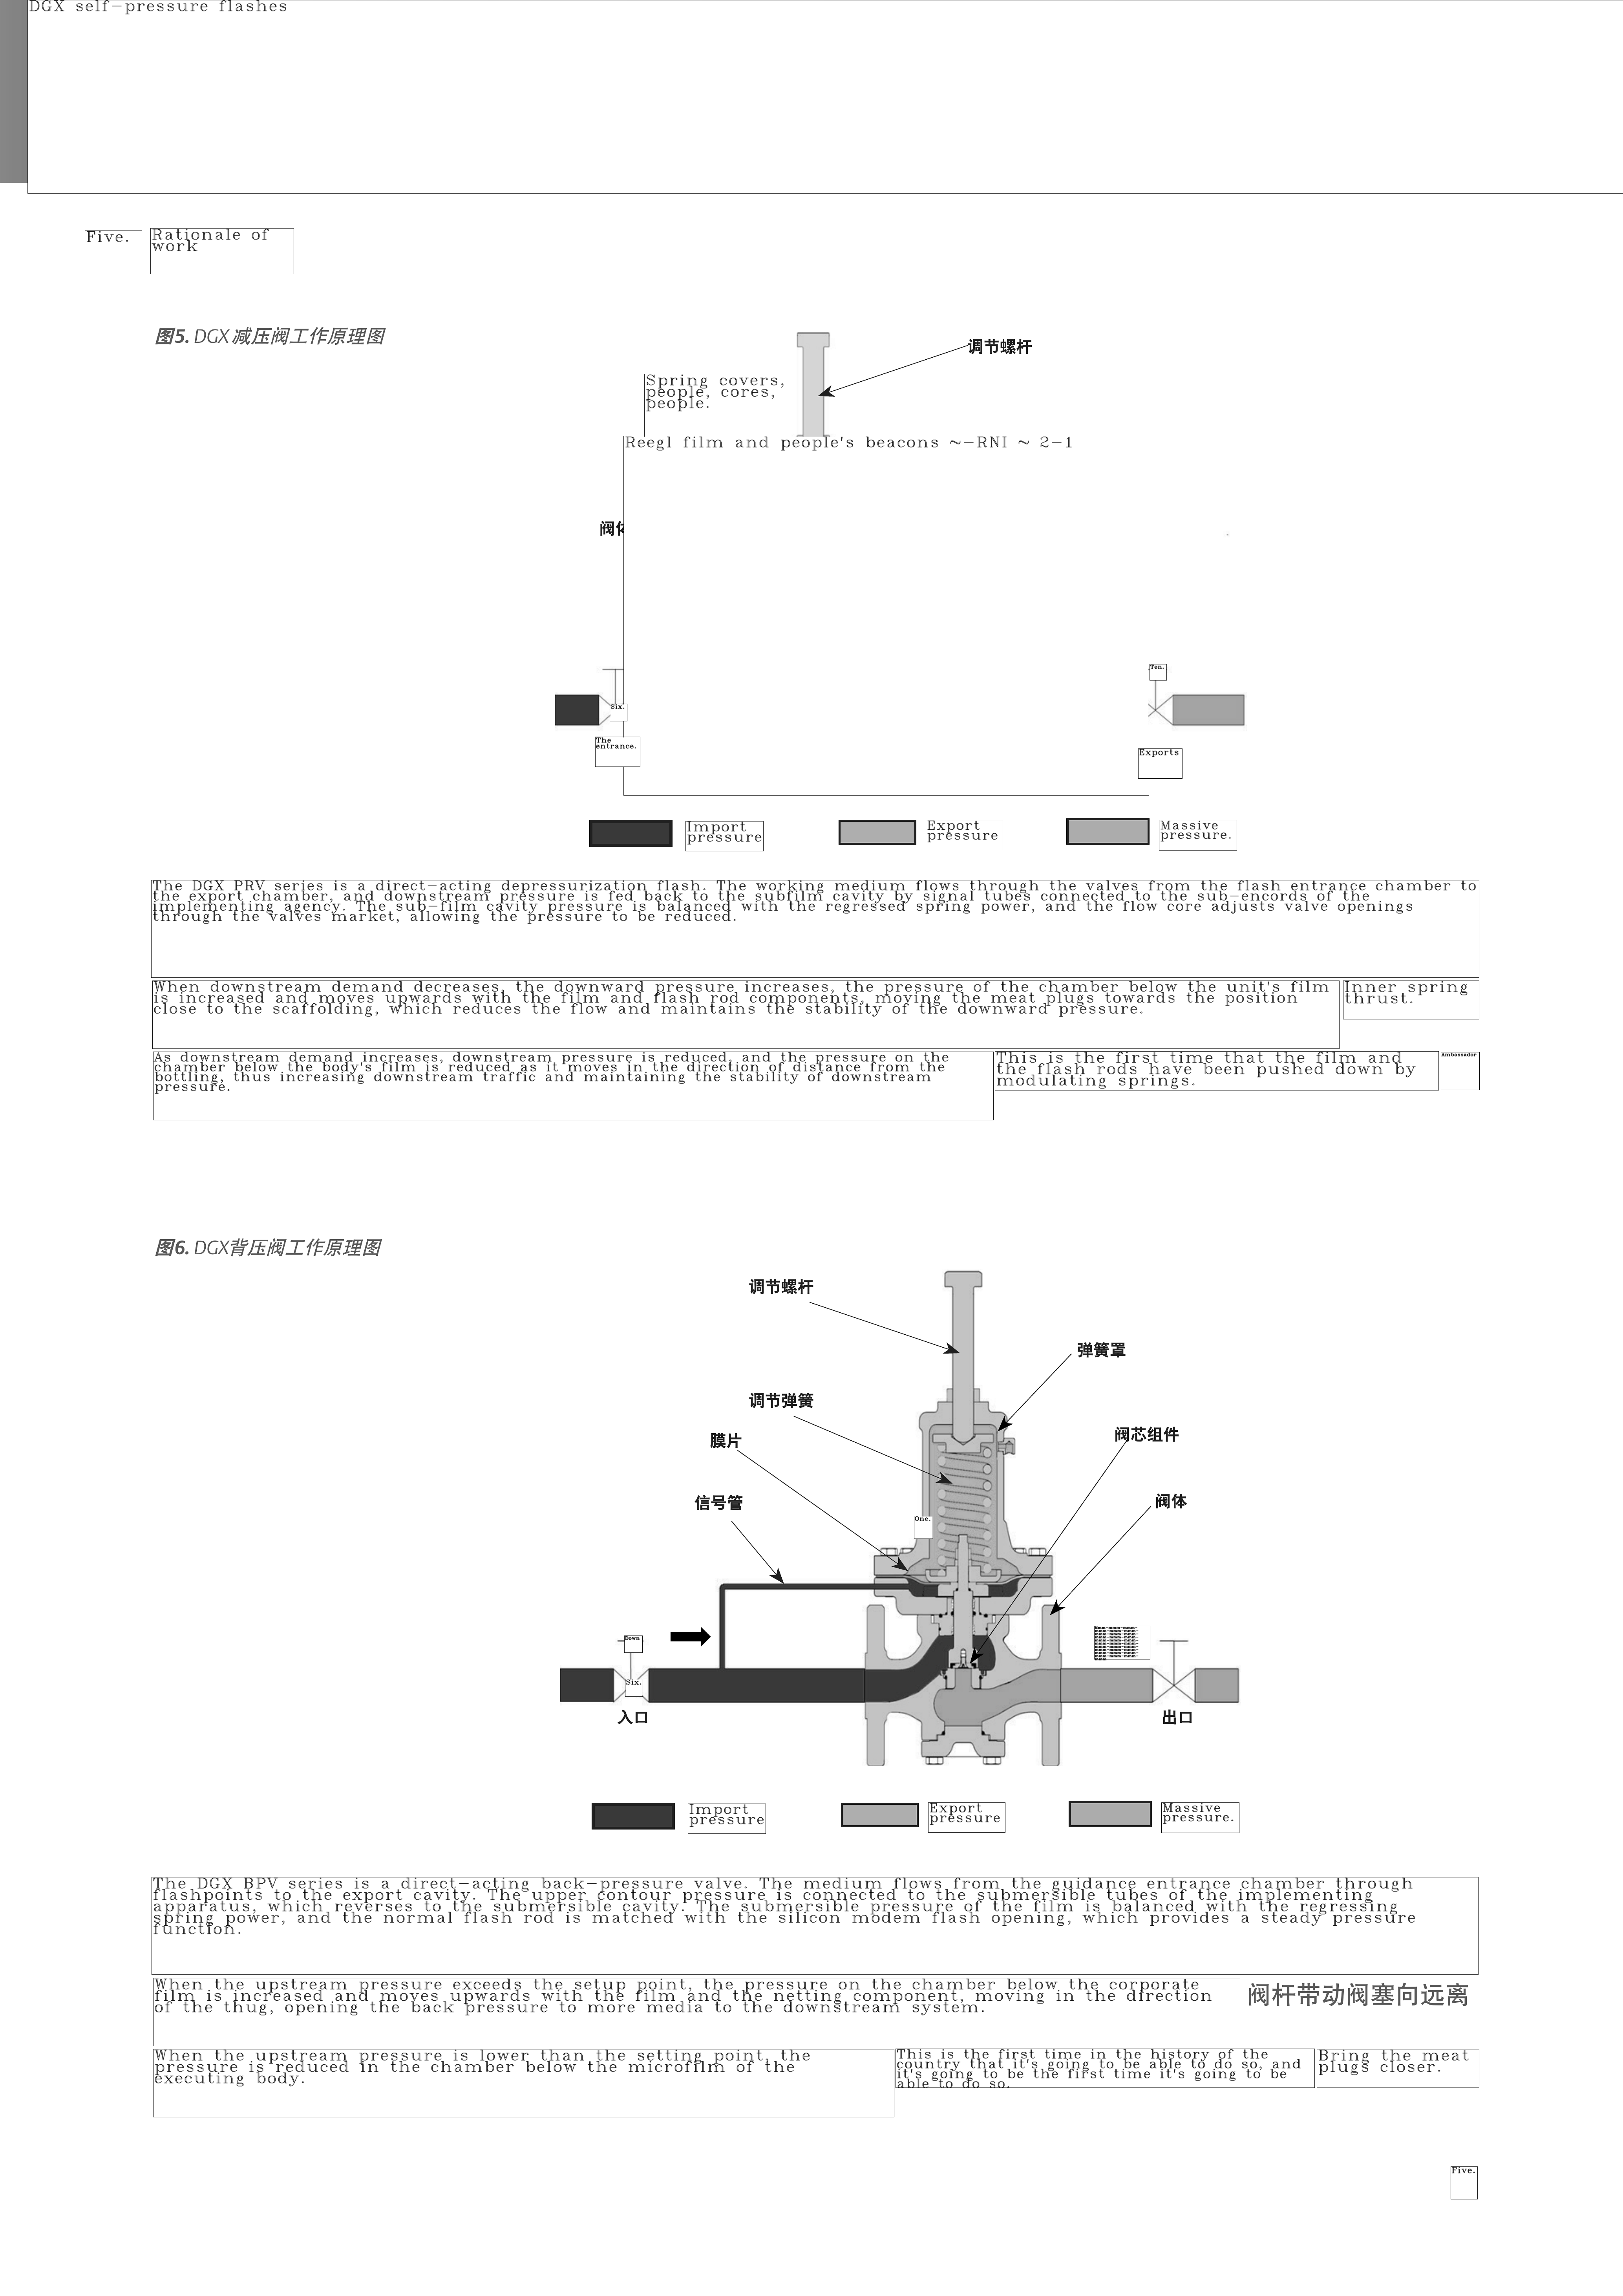 DGX self-pressure flashes
Five.
Rationale of
work
图5. DGX减压阀工作原理图
调节螺杆
Spring covers,
people, cores,
people.
Reegl film and people's beacons ~-RNI ~ 2-1
阀体
Ten.
Six.
The
entrance.
Exports
Import
pressure
Export
pressure
Massive
pressure.
The DGX PRV series is a direct-acting depressurization flash. The working medium flows through the valves from the flash entrance chamber to
the export chamber, and downstream pressure is fed back to the subfilm cavity by signal tubes connected to the sub-encords of the
implementing agency. The sub-film cavity pressure is balanced with the regressed spring power, and the flow core adjusts valve openings
through the valves market, allowing the pressure to be reduced.
When downstream demand decreases, the downward pressure increases, the pressure of the chamber below the unit's film
is increased and moves upwards with the film and flash rod components, moving the meat plugs towards the position
close to the scaffolding, which reduces the flow and maintains the stability of the downward pressure.
Inner spring
thrust.
As downstream demand increases, downstream pressure is reduced, and the pressure on the
chamber below the body's film is reduced as it moves in the direction of distance from the
bottling, thus increasing downstream traffic and maintaining the stability of downstream
pressure.
This is the first time that the film and
the flash rods have been pushed down by
modulating springs.
Ambassador
图6. DGX背压阀工作原理图
调节螺杆
弹簧罩
调节弹簧
阀芯组件
膜片
信号管
阀体
One.
Down
Six.
入口
出口
Import
pressure
Export
pressure
Massive
pressure.
The DGX BPV series is a direct-acting back-pressure valve. The medium flows from the guidance entrance chamber through
flashpoints to the export cavity. The upper contour pressure is connected to the submersible tubes of the implementing
apparatus, which reverses to the submersible cavity. The submersible pressure of the film is balanced with the regressing
spring power, and the normal flash rod is matched with the silicon modem flash opening, which provides a steady pressure
function.
When the upstream pressure exceeds the setup point, the pressure on the chamber below the corporate
film is increased and moves upwards with the film and the netting component, moving in the direction
of the thug, opening the back pressure to more media to the downstream system.
阀杆带动阀塞向远离
When the upstream pressure is lower than the setting point, the
pressure is reduced in the chamber below the microfilm of the
executing body.
This is the first time in the history of the
country that it's going to be able to do so, and
it's going to be the first time it's going to be
able to do so.
Bring the meat
plugs closer.
Five.